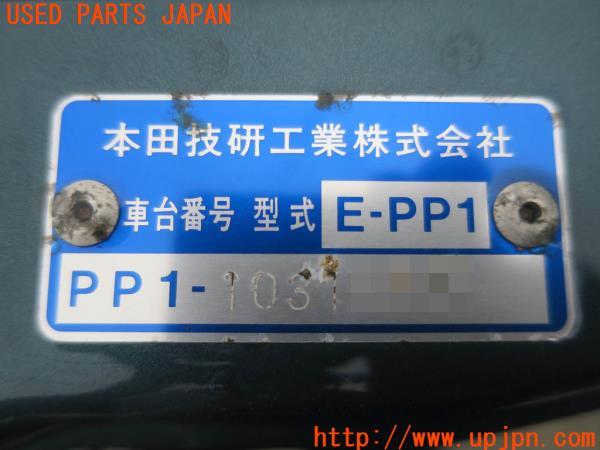 USED PARTS JAPAN
本田技研工業株式会社
車台番号 型式 E-PP1
PP1-1031
http://www.upjpn.com/